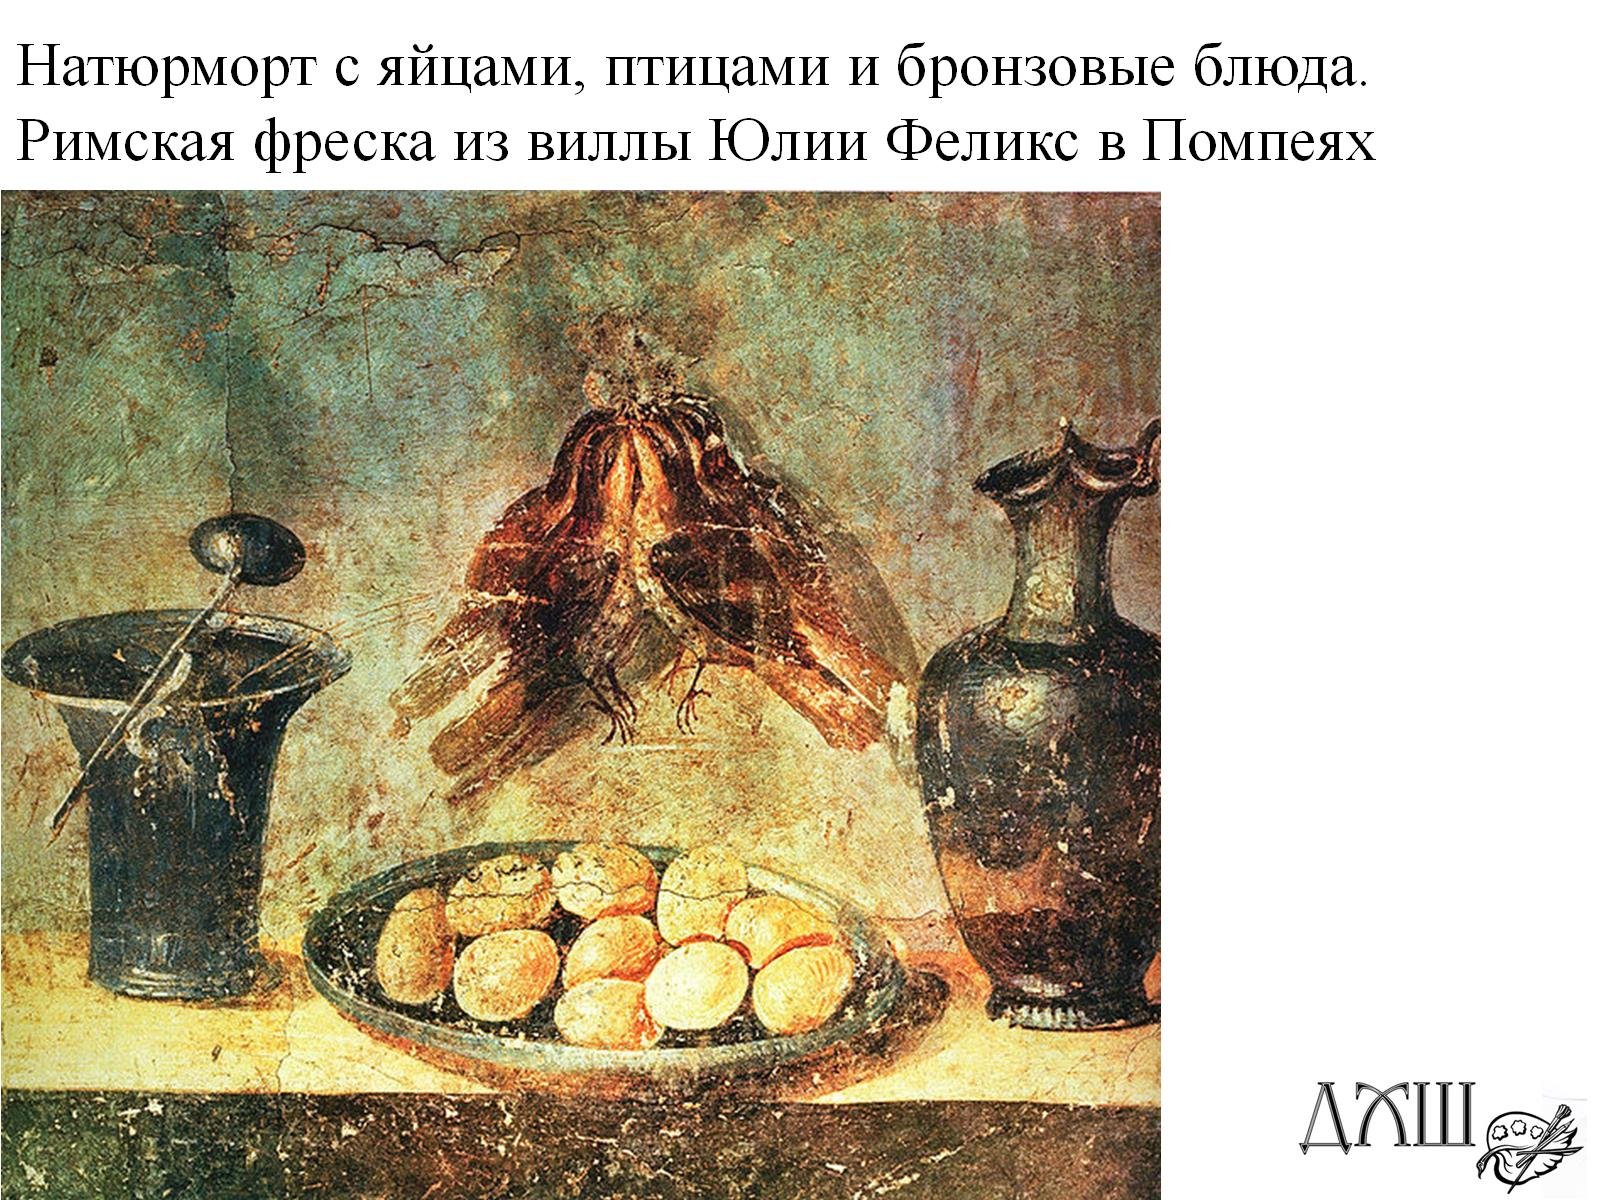 Натюрморт с яйцами, птицами и бронзовые блюда.
Римская фреска из виллы Юлии Феликс в Помпеях
ДХШ